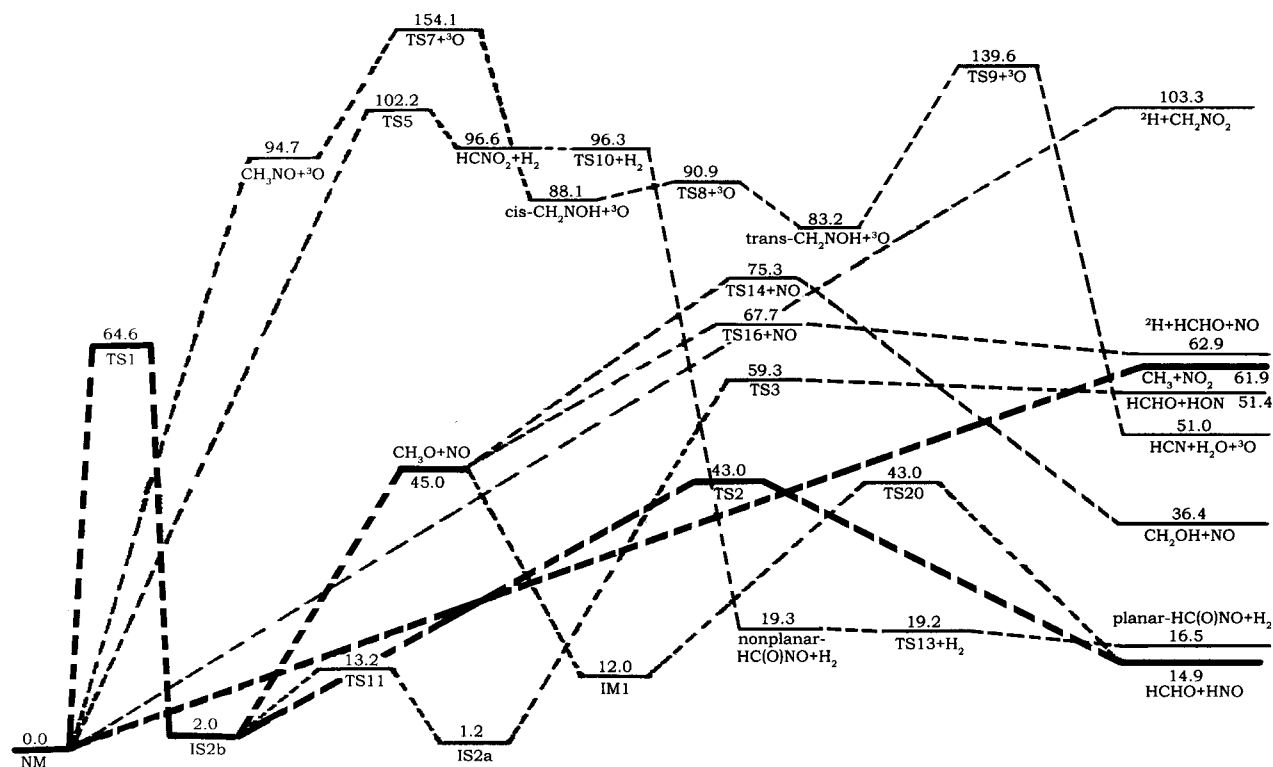 154.1
TS7+³O
139.6
TS9+³O
102.2
TS5
103.3
²H+CH₂NO₂
94.7
CH₃NO+³O
96.6
HCNO₂+H₂
96.3
TS10+H₂
88.1
cis-CH₂NOH+³O
90.9
TS8+³O
83.2
trans-CH₂NOH+³O
75.3
TS14+NO
67.7
TS16+NO
64.6
TS1
²H+HCHO+NO
62.9
CH₃+NO₂ 61.9
59.3
TS3
HCHO+HON 51.4
51.0
HCN+H₂O+³O
CH₃O+NO
45.0
43.0
TS2
43.0
TS20
36.4
CH₂OH+NO
19.3
nonplanar-
HC(O)NO+H₂
19.2
TS13+H₂
planar-HC(O)NO+H₂
16.5
14.9
HCHO+HNO
13.2
TS11
12.0
IM1
0.0
NM
2.0
IS2b
1.2
IS2a